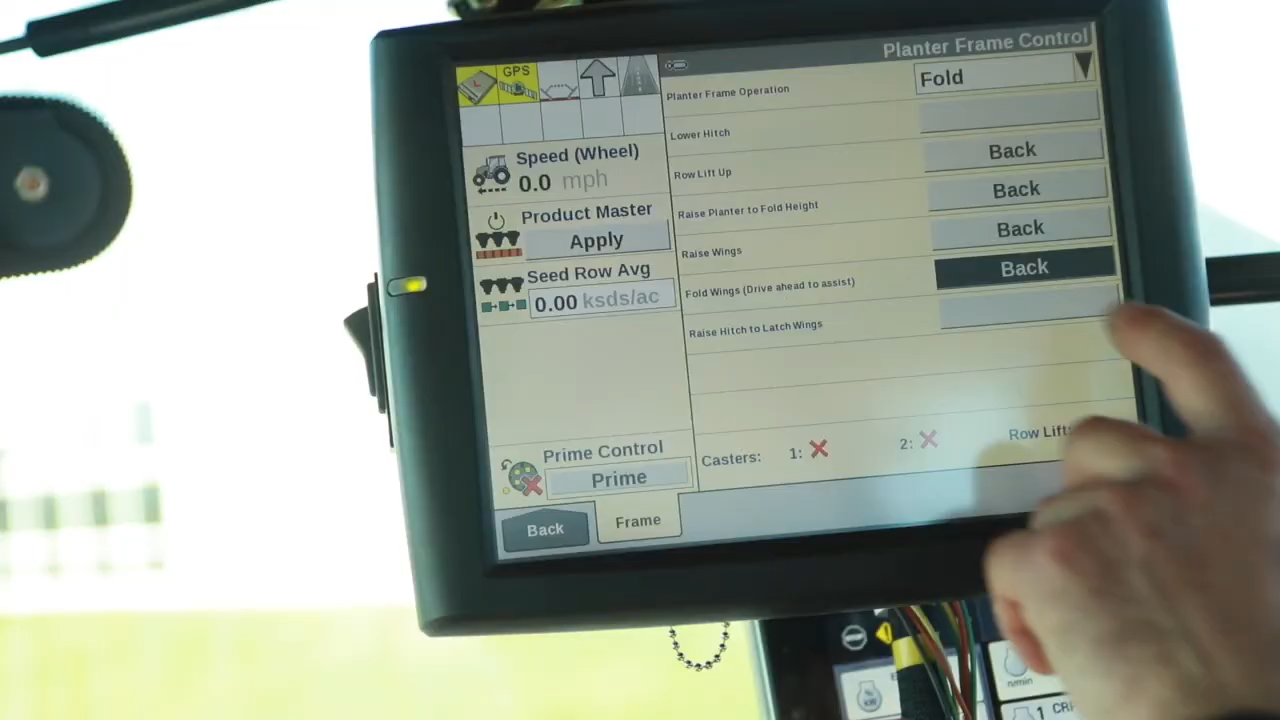 Planter Frame Control
GPS
Planter Frame Operation
Fold
Lower Hitch
Row Lift Up
Back
Raise Planter to Fold Height
Back
Raise Wings
Back
Fold Wings (Drive ahead to assist)
Back
Raise Hitch to Latch Wings
Speed (Wheel)
0.0 mph
Product Master
Apply
Seed Row Avg
0.00 ksds/ac
Prime Control
Prime
Casters: 1: 2: Row Lift:
Back
Frame
n/min
1